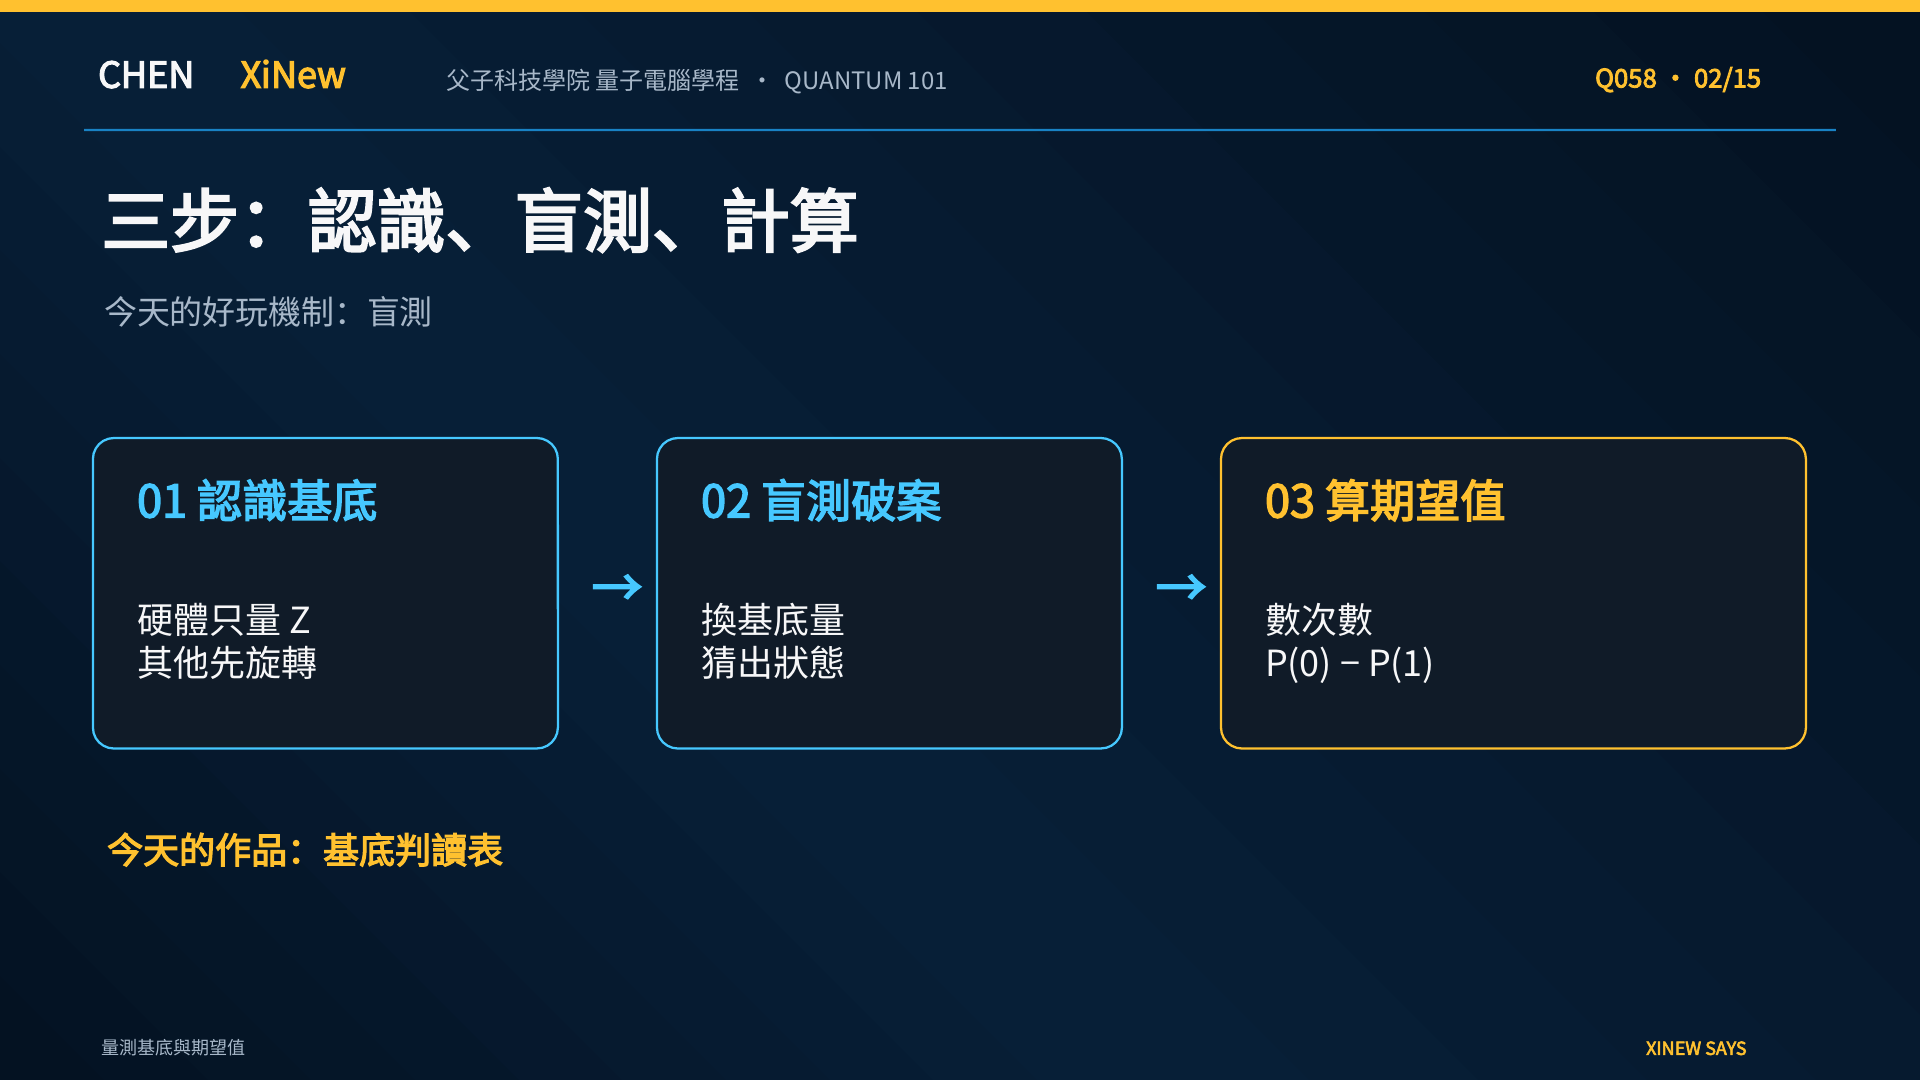 CHEN XiNew 父子科技學院 量子電腦學程 · QUANTUM 101
Q058 · 02/15
三步：認識、盲測、計算
今天的好玩機制：盲測
01 認識基底
硬體只量 Z
其他先旋轉
→
02 盲測破案
換基底量
猜出狀態
→
03 算期望值
數次數
P(0) − P(1)
今天的作品：基底判讀表
量測基底與期望值
XINEW SAYS